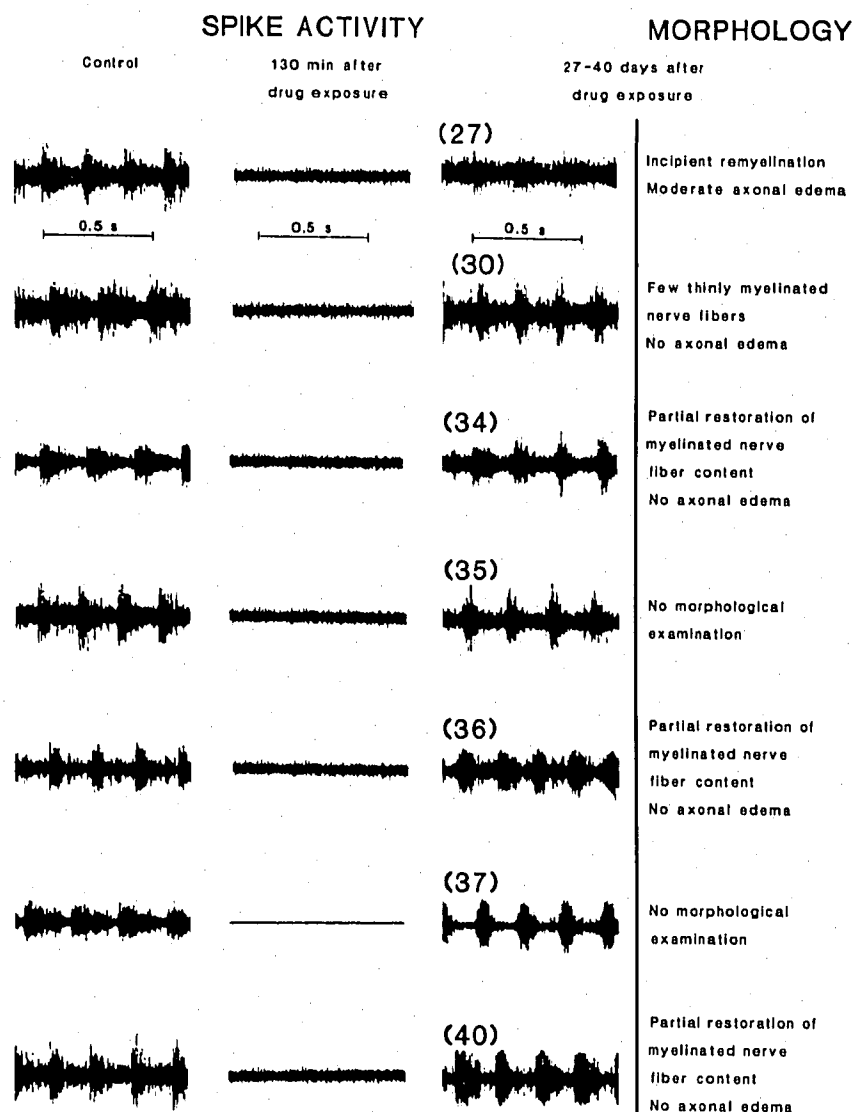 SPIKE ACTIVITY
MORPHOLOGY
Control
130 min after
drug exposure
27-40 days after
drug exposure
(27)
Incipient remyelination
Moderate axonal edema
0.5 s
0.5 s
0.5 s
(30)
Few thinly myelinated
nerve fibers
No axonal edema
(34)
Partial restoration of
myelinated nerve
fiber content
No axonal edema
(35)
No morphological
examination
(36)
Partial restoration of
myelinated nerve
fiber content
No axonal edema
(37)
No morphological
examination
(40)
Partial restoration of
myelinated nerve
fiber content
No axonal edema